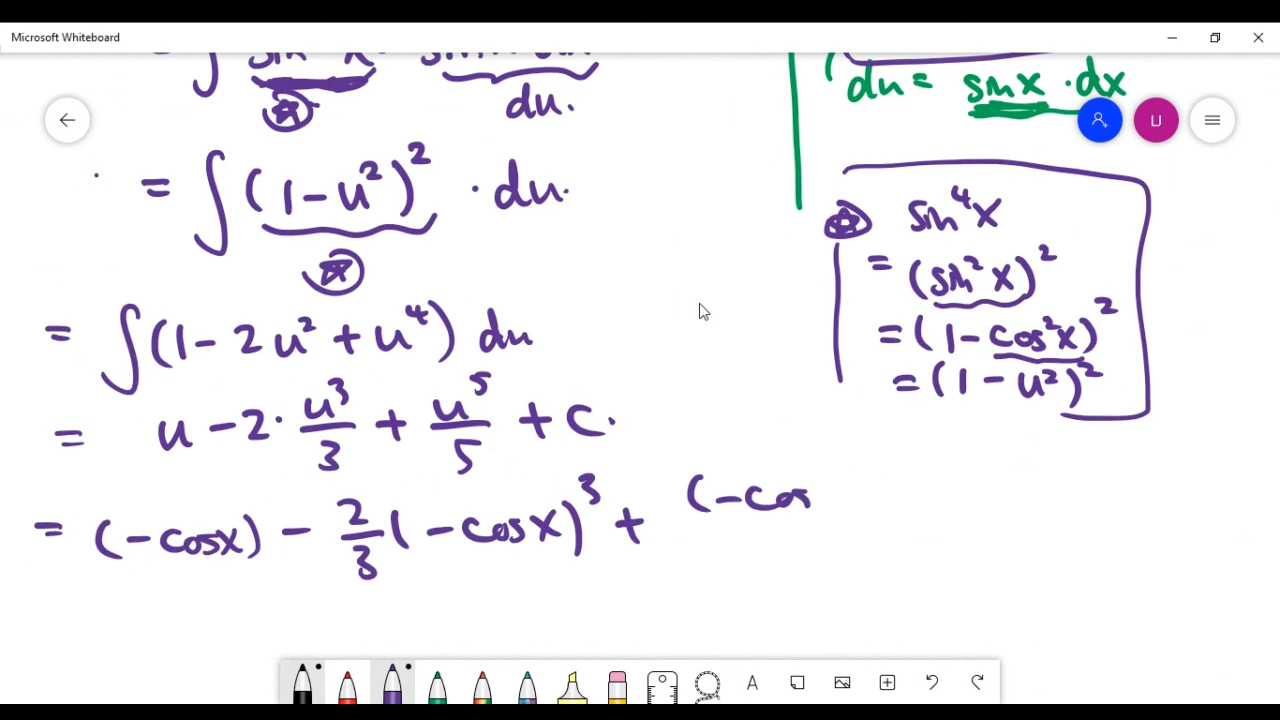 Microsoft Whiteboard
du.
du = sinx · dx
= ∫ (1 - u²)² · du.
= ∫ (1 - 2u² + u⁴) du
= u - 2 · u³/3 + u⁵/5 + C.
= (-cosx) - 2/3 (-cosx)³ + (-cos
sin⁴x
= (sin²x)²
= (1 - cos²x)²
= (1 - u²)²